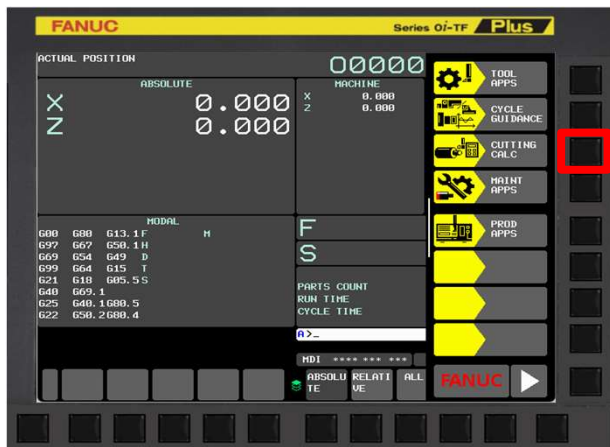 FANUC
Series 0i-TF Plus
ACTUAL POSITION
O0000
ABSOLUTE
X 0.000
Z 0.000
MACHINE
X 0.000
Z 0.000
MODAL
G00 G80 G13.1 F M
G97 G67 G50.1 H
G69 G54 G49 D
G99 G64 G15 T
G21 G18 G05.5 S
G40 G69.1
G25 G40.1 G80.5
G22 G50.2 G80.4
F
S
PARTS COUNT
RUN TIME
CYCLE TIME
A>_
MDI **** *** ***
ABSOLU
TE
RELATI
VE
ALL
TOOL
APPS
CYCLE
GUIDANCE
CUTTING
CALC
MAINT
APPS
PROD
APPS
FANUC